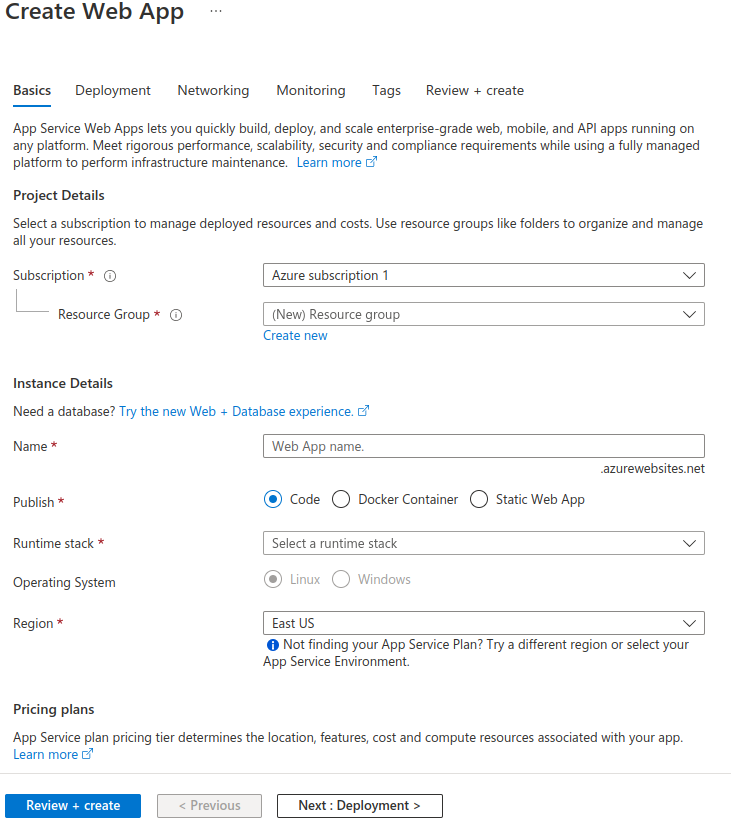 Create Web App ...
Basics Deployment Networking Monitoring Tags Review + create
App Service Web Apps lets you quickly build, deploy, and scale enterprise-grade web, mobile, and API apps running on
any platform. Meet rigorous performance, scalability, security and compliance requirements while using a fully managed
platform to perform infrastructure maintenance. Learn more
Project Details
Select a subscription to manage deployed resources and costs. Use resource groups like folders to organize and manage
all your resources.
Subscription * Azure subscription 1
Resource Group * (New) Resource group
Create new
Instance Details
Need a database? Try the new Web + Database experience.
Name * Web App name.
.azurewebsites.net
Publish * Code Docker Container Static Web App
Runtime stack * Select a runtime stack
Operating System Linux Windows
Region * East US
Not finding your App Service Plan? Try a different region or select your
App Service Environment.
Pricing plans
App Service plan pricing tier determines the location, features, cost and compute resources associated with your app.
Learn more
Review + create < Previous Next : Deployment >